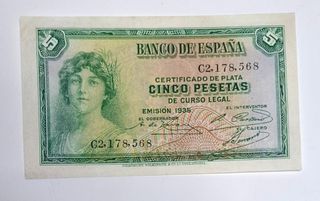 5
5
BANCO DE ESPAÑA
C2,178,568
CERTIFICADO DE PLATA
CINCO PESETAS
DE CURSO LEGAL
EMISION 1935
EL INTERVENTOR
EL GOBERNADOR
EL CAJERO
C2,178,568